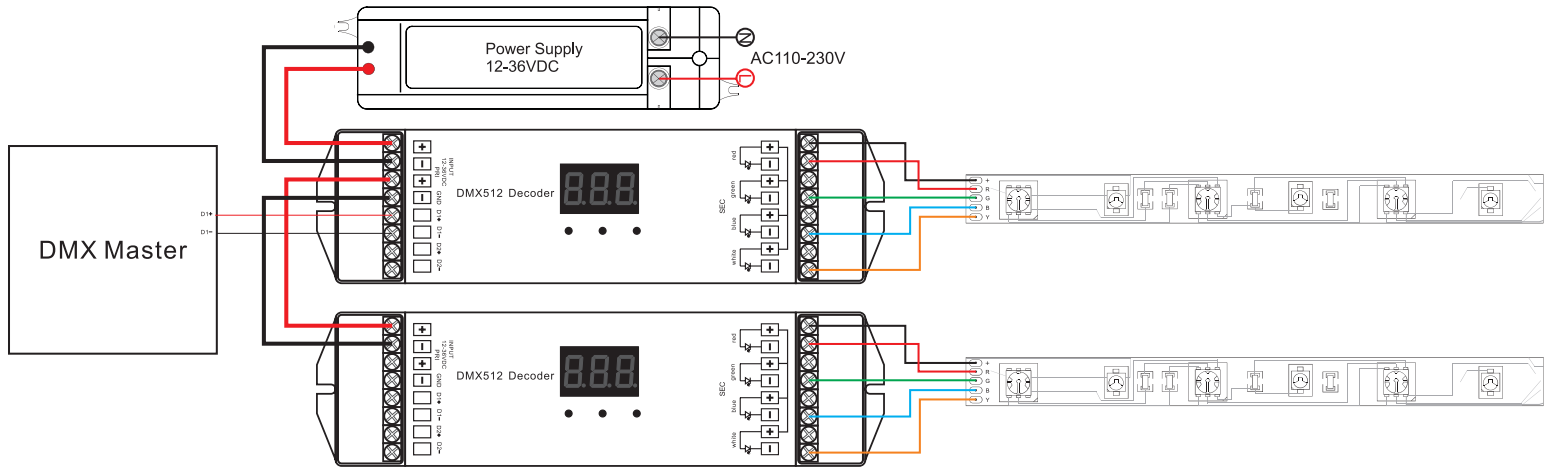 Power Supply
12-36VDC
N
L
AC110-230V
DMX Master
D1+
D1-
+
-
+
-
INPUT
12-36VDC
PRI
GND
D1+
D1-
D2+
D2-
DMX512 Decoder
888
SEC
red
green
blue
white
+
-
+
-
+
-
+
-
+
R
G
B
Y
+
-
+
-
INPUT
12-36VDC
PRI
GND
D1+
D1-
D2+
D2-
DMX512 Decoder
888
SEC
red
green
blue
white
+
-
+
-
+
-
+
-
+
R
G
B
Y